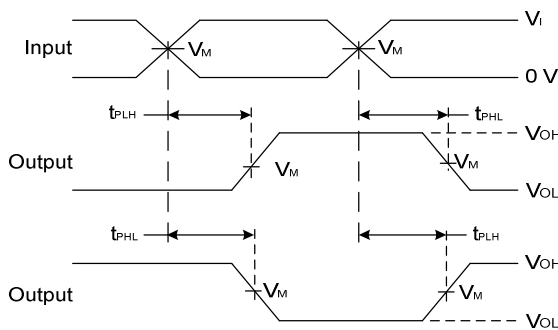 Input
VM
VM
VI
0 V
tPLH
tPHL
Output
VM
VM
VOH
VOL
tPHL
tPLH
Output
VM
VM
VOH
VOL